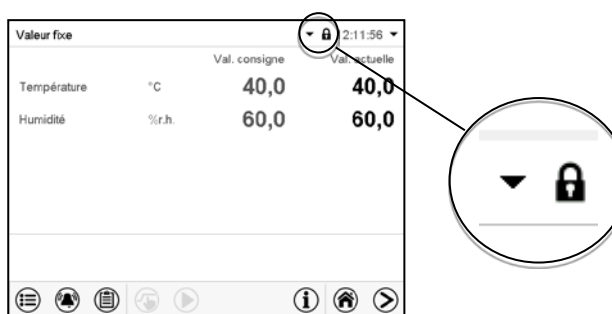 Valeur fixe 2:11:56
Val. consigne Val. actuelle
Température °C 40,0 40,0
Humidité %r.h. 60,0 60,0